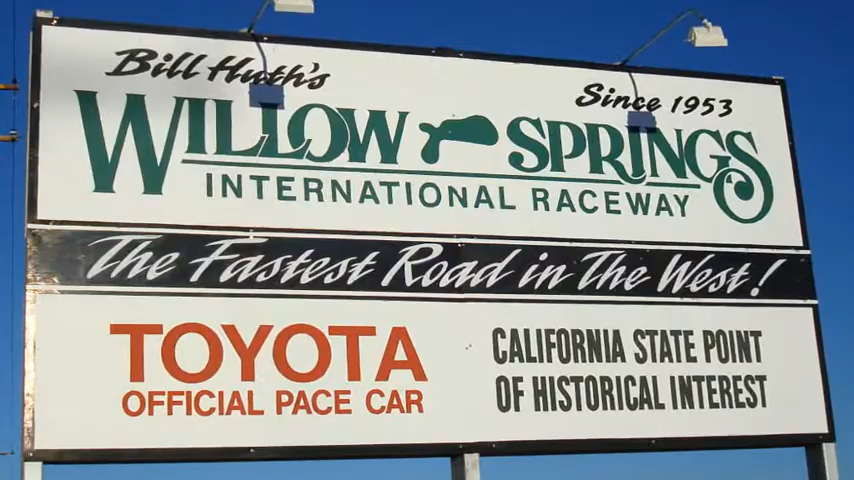 Bill Huth's
Since 1953
WILLOW SPRINGS
INTERNATIONAL RACEWAY
The Fastest Road in The West!
TOYOTA
OFFICIAL PACE CAR
CALIFORNIA STATE POINT
OF HISTORICAL INTEREST